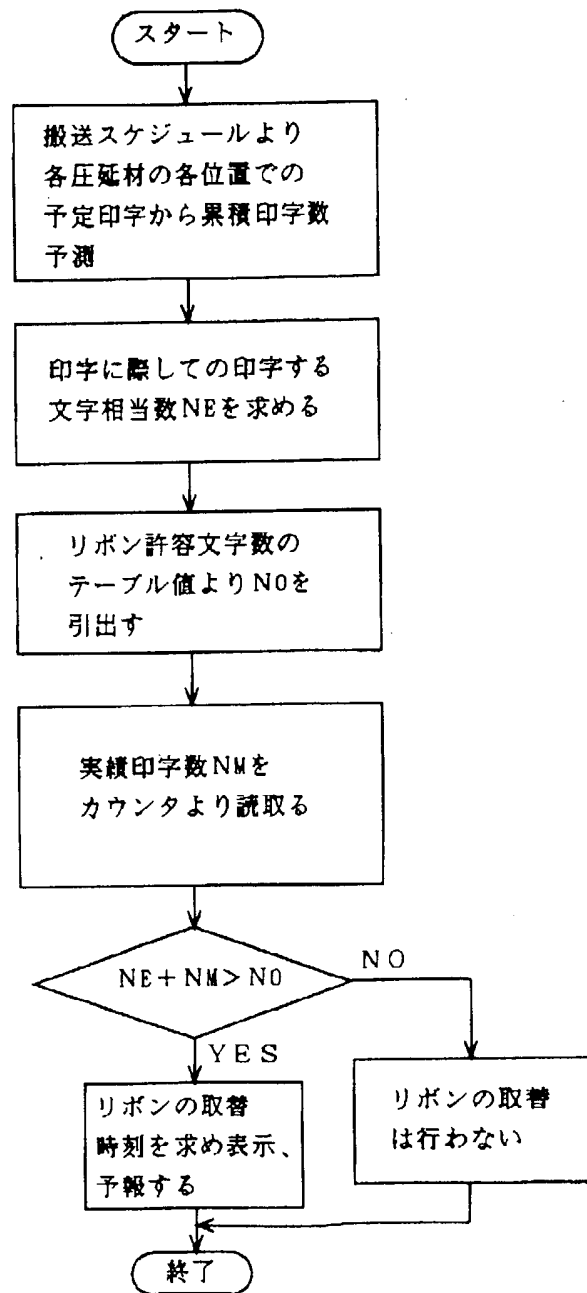 スタート
搬送スケジュールより
各圧延材の各位置での
予定印字から累積印字数
予測
印字に際しての印字する
文字相当数NEを求める
リボン許容文字数の
テーブル値よりN0を
引出す
実績印字数NMを
カウンタより読取る
NE+NM>N0
NO
YES
リボンの取替
時刻を求め表示、
予報する
リボンの取替
は行わない
終了